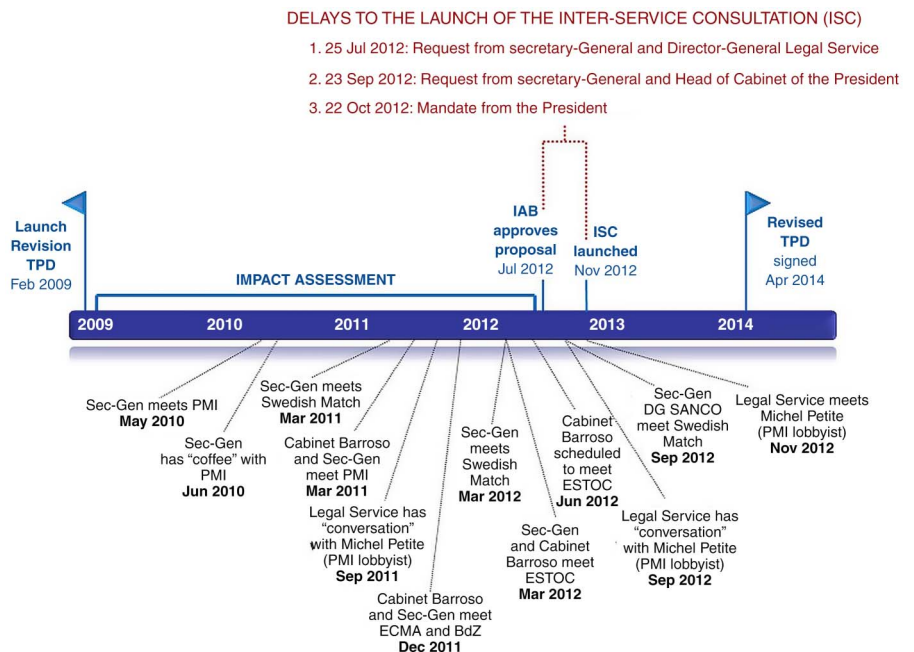 DELAYS TO THE LAUNCH OF THE INTER-SERVICE CONSULTATION (ISC)
1. 25 Jul 2012: Request from secretary-General and Director-General Legal Service
2. 23 Sep 2012: Request from secretary-General and Head of Cabinet of the President
3. 22 Oct 2012: Mandate from the President
Launch
Revision
TPD
Feb 2009
IMPACT ASSESSMENT
IAB
approves
proposal
Jul 2012
ISC
launched
Nov 2012
Revised
TPD
signed
Apr 2014
2009 2010 2011 2012 2013 2014
Sec-Gen meets PMI
May 2010
Sec-Gen
has “coffee” with
PMI
Jun 2010
Sec-Gen meets
Swedish Match
Mar 2011
Cabinet Barroso
and Sec-Gen
meet PMI
Mar 2011
Legal Service has
“conversation”
with Michel Petite
(PMI lobbyist)
Sep 2011
Cabinet Barroso
and Sec-Gen meet
ECMA and BdZ
Dec 2011
Sec-Gen
meets
Swedish
Match
Mar 2012
Sec-Gen
and Cabinet
Barroso meet
ESTOC
Mar 2012
Cabinet
Barroso
scheduled
to meet
ESTOC
Jun 2012
Sec-Gen
DG SANCO
meet Swedish
Match
Sep 2012
Legal Service has
“conversation”
with Michel Petite
(PMI lobbyist)
Sep 2012
Legal Service meets
Michel Petite
(PMI lobbyist)
Nov 2012